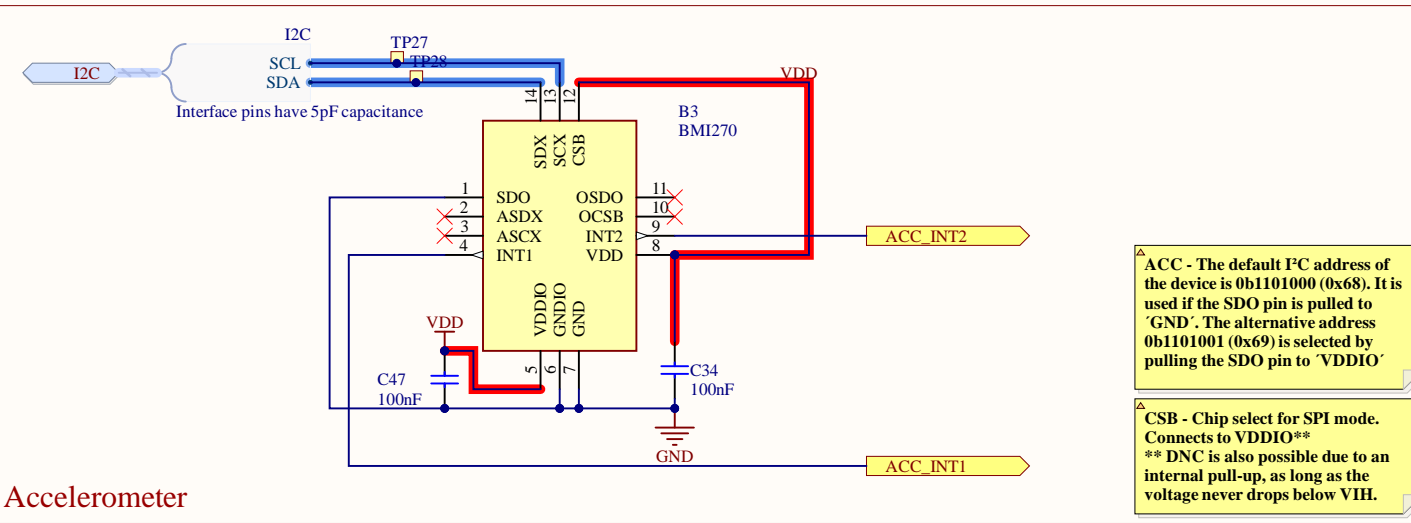 I2C
I2C
SCL
SDA
TP27
TP28
VDD
Interface pins have 5pF capacitance
14
13
12
B3
BMI270
SDX
SCX
CSB
1
SDO
OSDO
11
2
ASDX
OCSB
10
3
ASCX
INT2
9
ACC_INT2
4
INT1
VDD
8
VDDIO
GNDIO
GND
VDD
5
6
7
C47
100nF
C34
100nF
GND
ACC_INT1
Accelerometer
ACC - The default I²C address of
the device is 0b1101000 (0x68). It is
used if the SDO pin is pulled to
´GND´. The alternative address
0b1101001 (0x69) is selected by
pulling the SDO pin to ´VDDIO´
CSB - Chip select for SPI mode.
Connects to VDDIO**
** DNC is also possible due to an
internal pull-up, as long as the
voltage never drops below VIH.